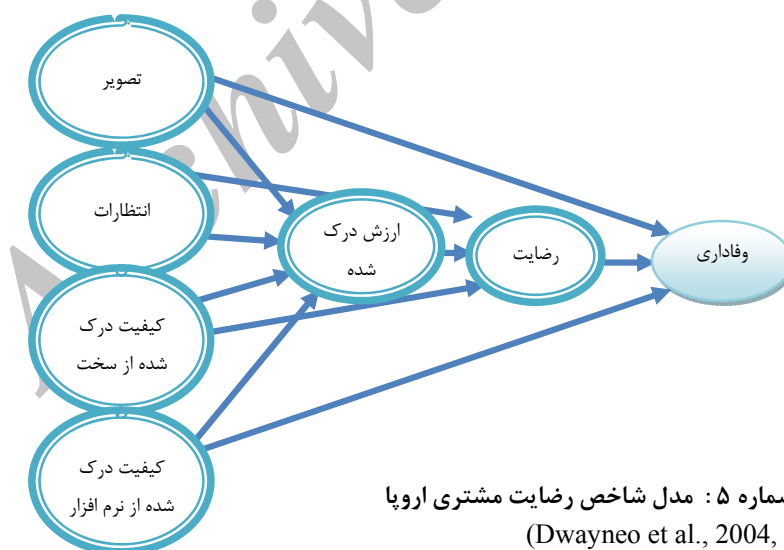 تصویر
انتظارات
کیفیت درک
شده از سخت
کیفیت درک
شده از نرم افزار
ارزش درک
شده
رضایت
وفاداری
شماره ۵ : مدل شاخص رضایت مشتری اروپا
(Dwayneo et al., 2004,